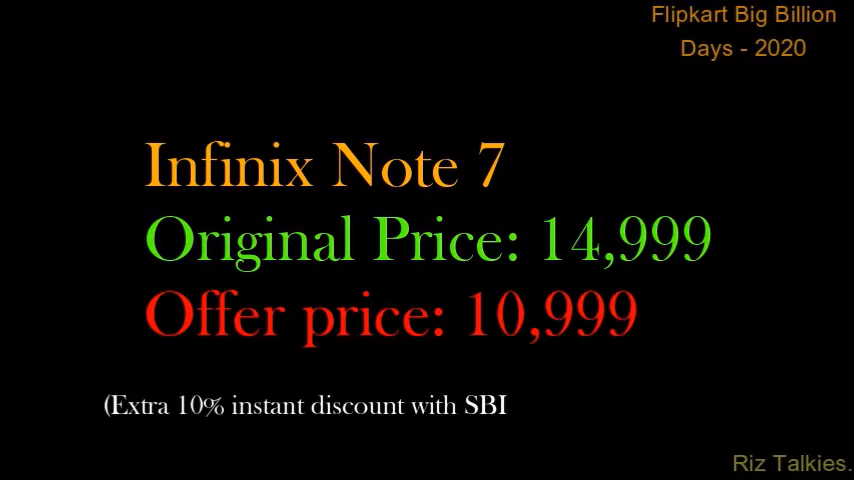 Flipkart Big Billion
Days - 2020
Infinix Note 7
Original Price: 14,999
Offer price: 10,999
(Extra 10% instant discount with SBI
Riz Talkies.